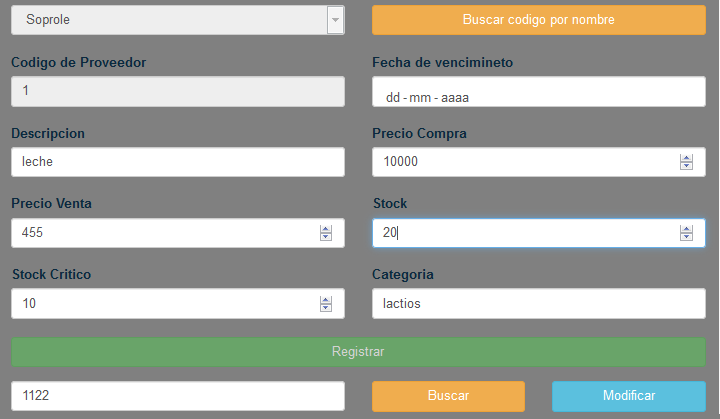 Soprole
Buscar codigo por nombre
Codigo de Proveedor
Fecha de vencimineto
1
dd - mm - aaaa
Descripcion
Precio Compra
leche
10000
Precio Venta
Stock
455
20
Stock Critico
Categoria
10
lactios
Registrar
1122
Buscar
Modificar